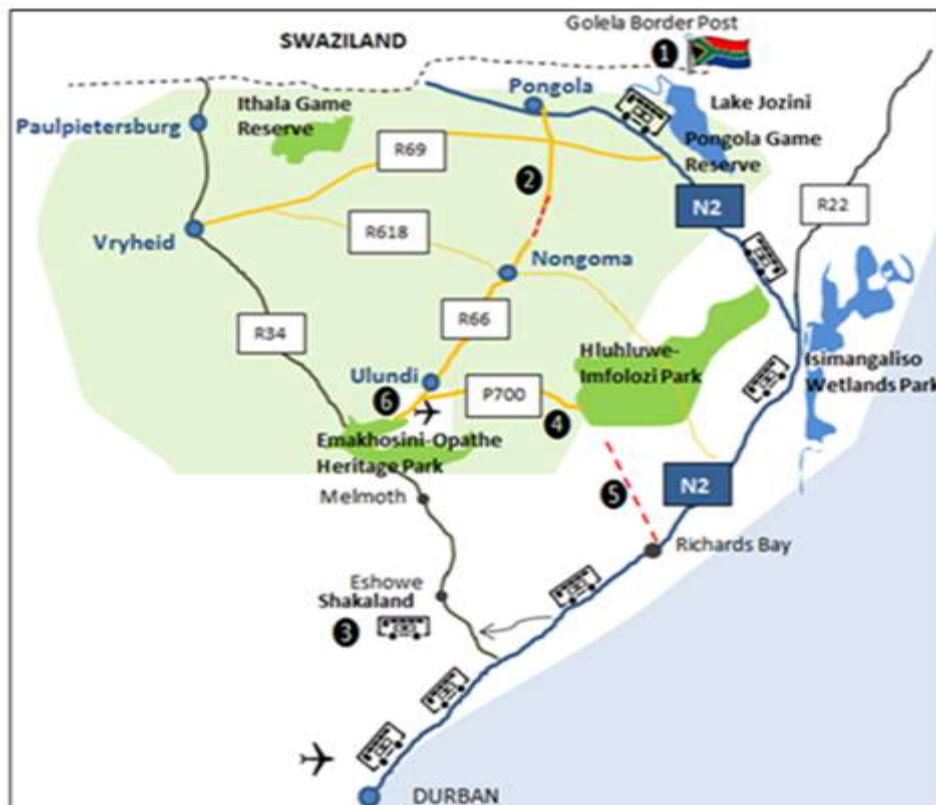 Golela Border Post
SWAZILAND
1
Pongola
Lake Jozini
Ithala Game
Reserve
Paulpietersburg
Pongola Game
Reserve
R69
2
N2
R22
Vryheid
R618
Nongoma
R66
R34
Hluhluwe-
Imfolozi Park
Isimangaliso
Wetlands Park
Ulundi
P700
6
4
Emakhosini-Opathe
Heritage Park
N2
5
Melmoth
Richards Bay
Eshowe
Shakaland
3
DURBAN